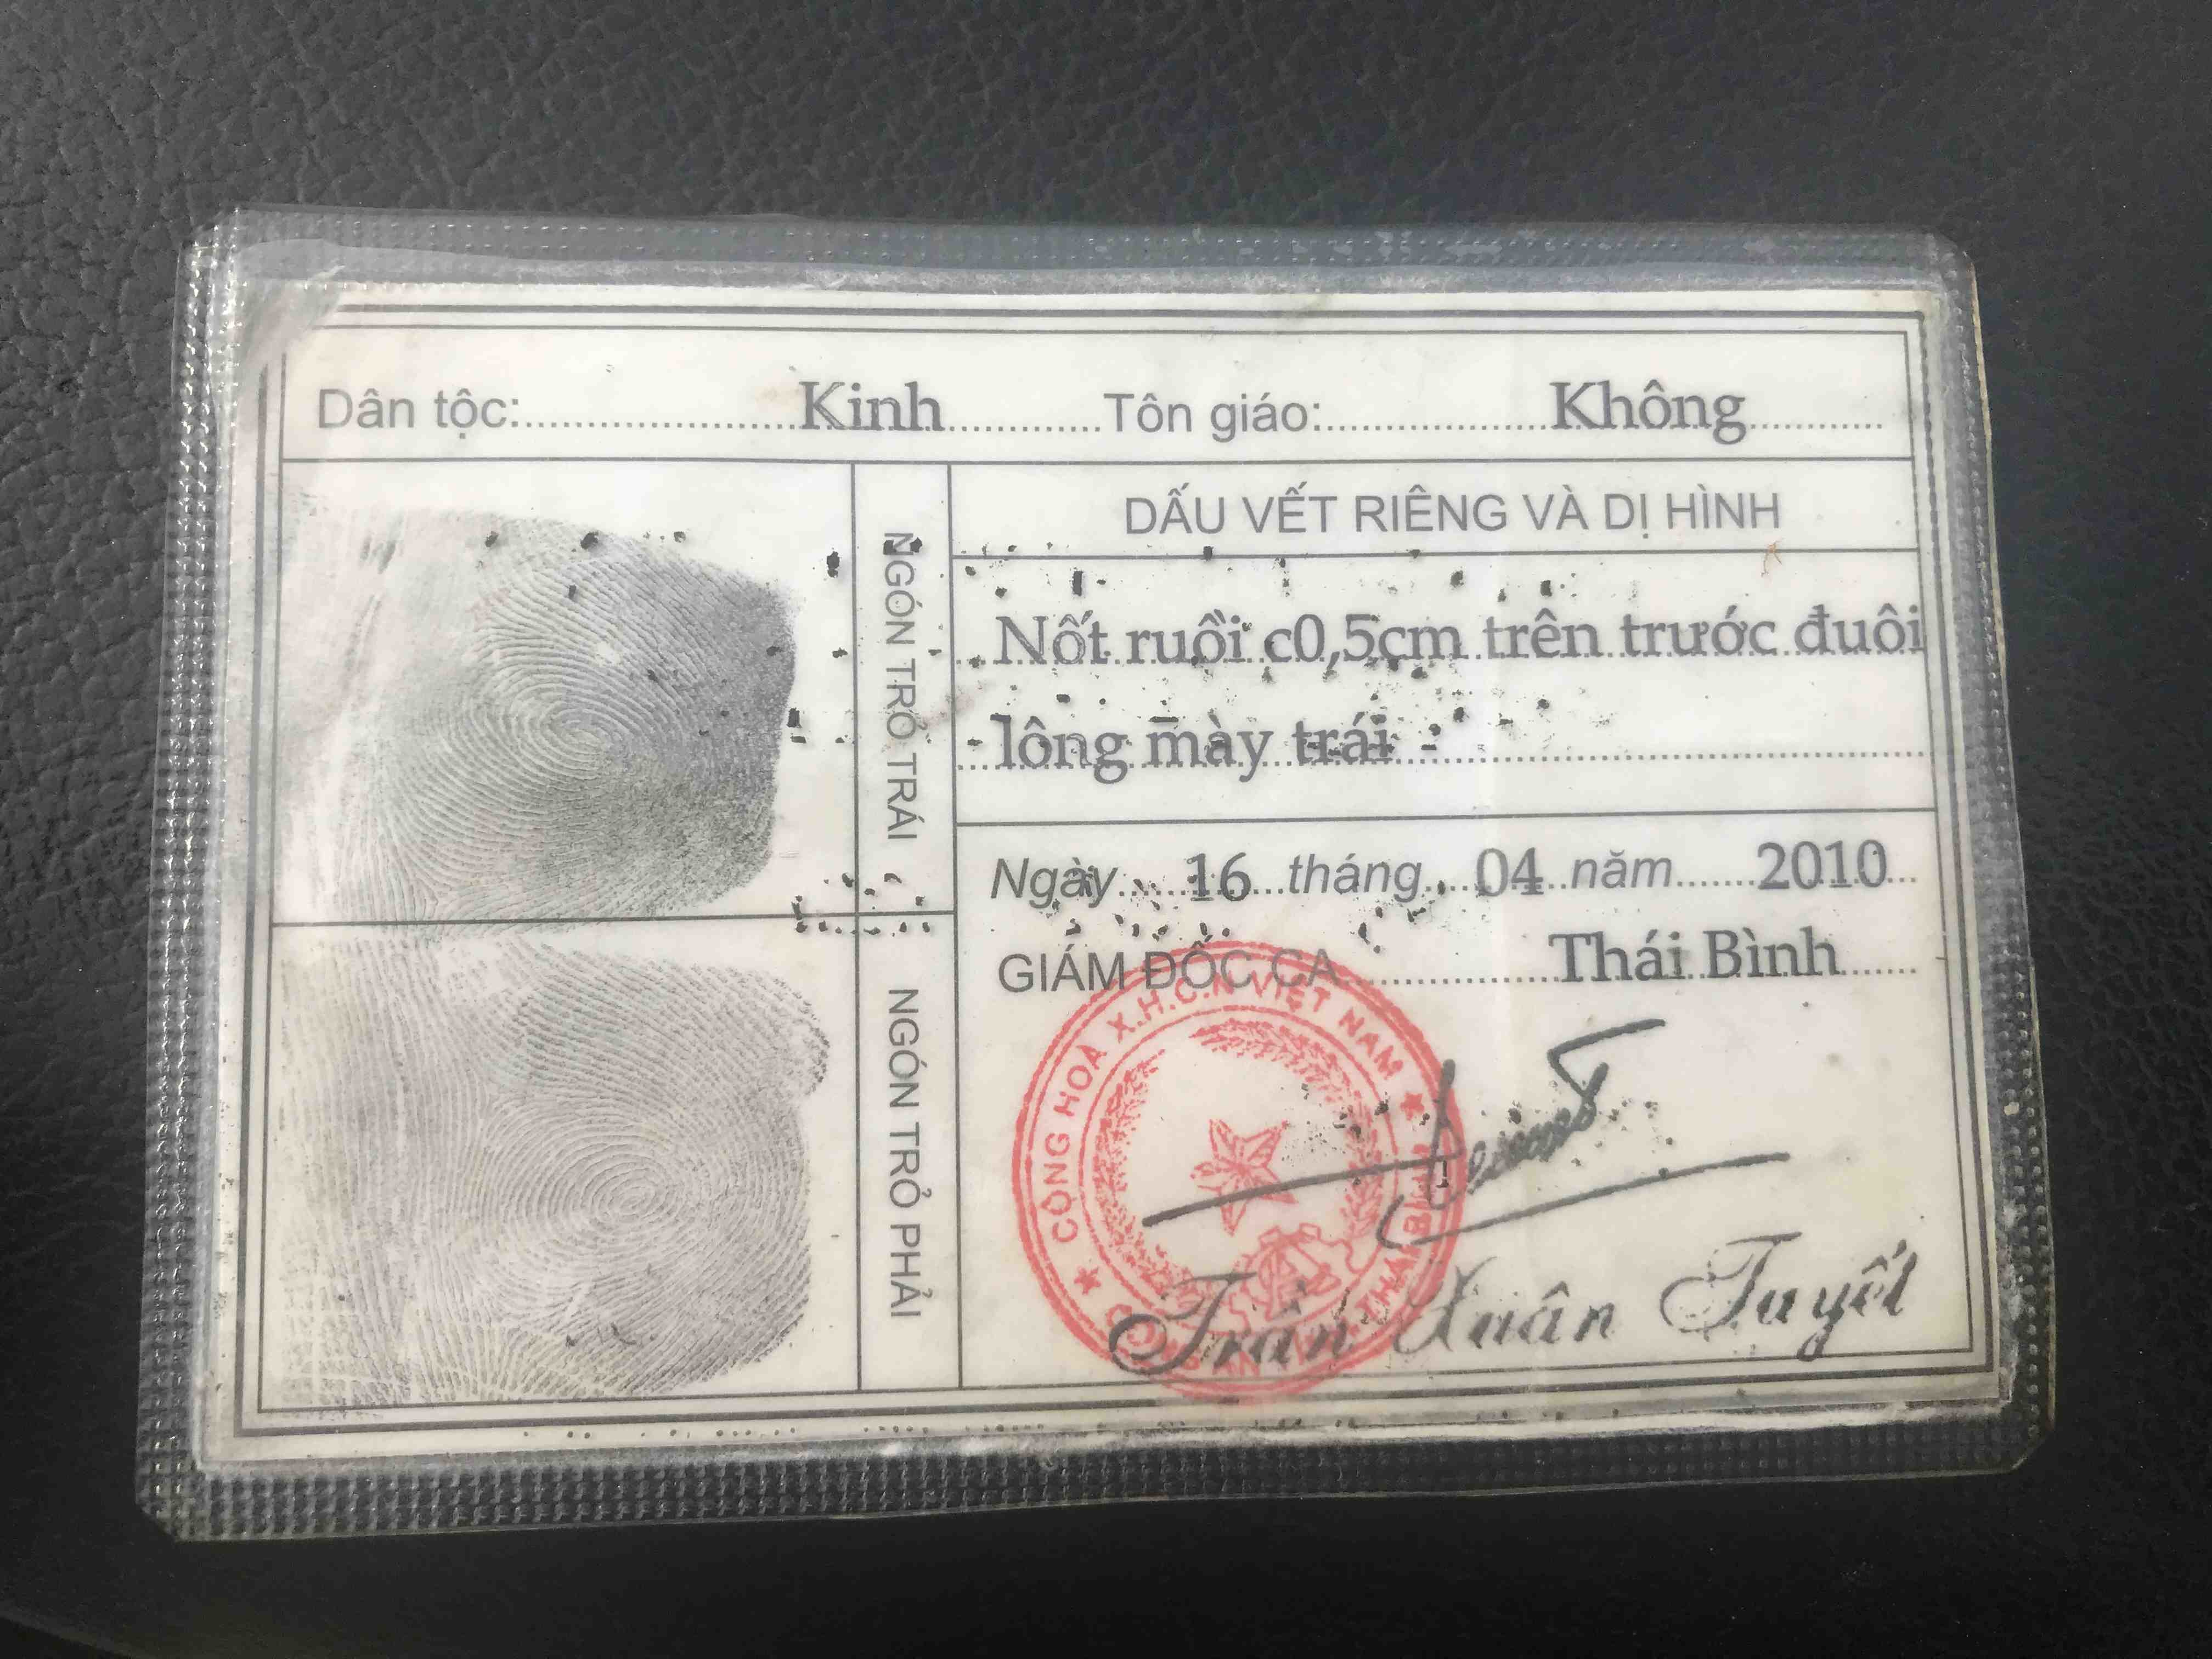 Dân tộc: Kinh Tôn giáo: Không
NGÓN TRỎ TRÁI
DẤU VẾT RIÊNG VÀ DỊ HÌNH
Nốt ruồi c0,5cm trên trước đuôi
lông mày trái
Ngày 16 tháng 04 năm 2010
GIÁM ĐỐC CA Thái Bình
NGÓN TRỎ PHẢI
CỘNG HOÀ X.H.C.N VIỆT NAM
Trần Xuân Tuyết